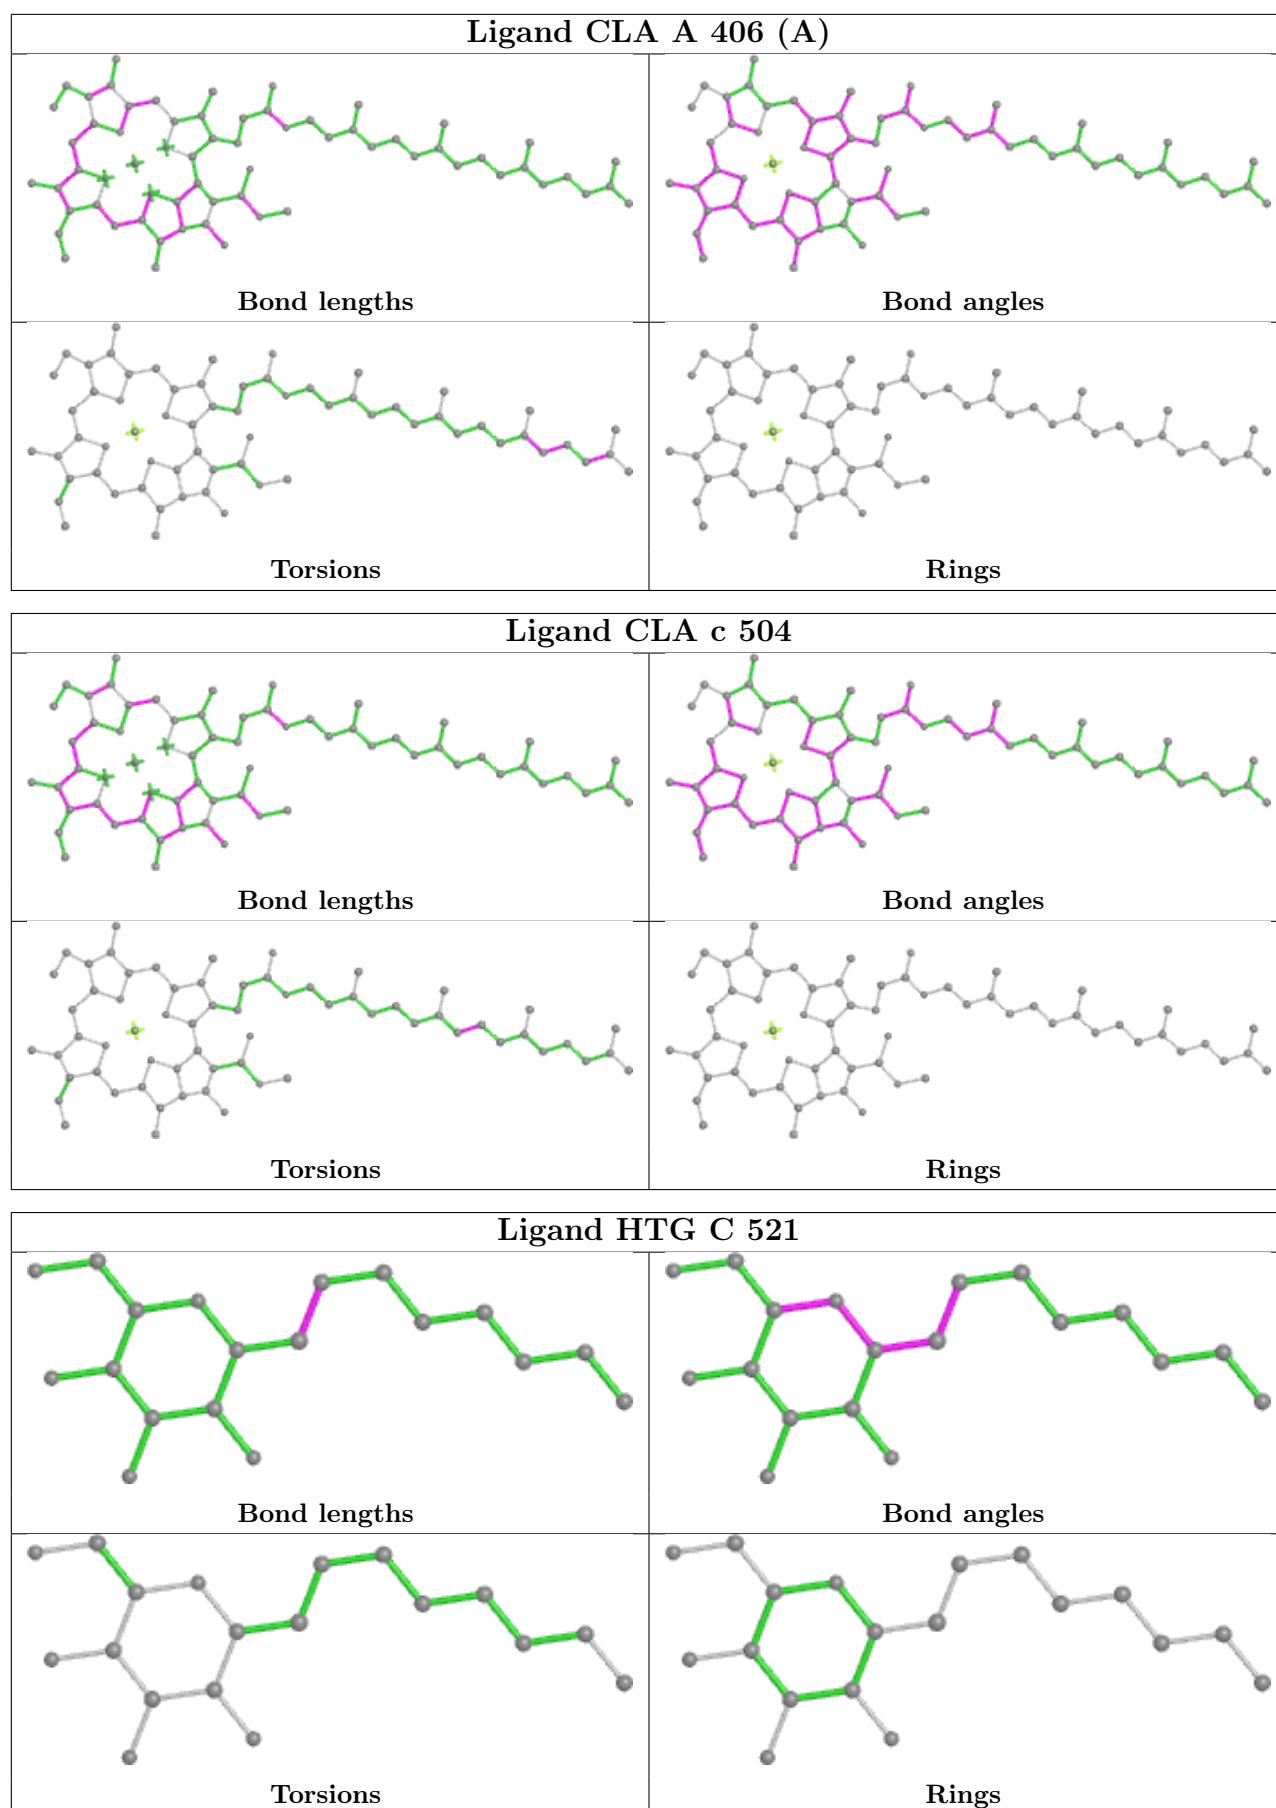 Ligand CLA A 406 (A)
Bond lengths
Bond angles
Torsions
Rings
Ligand CLA c 504
Bond lengths
Bond angles
Torsions
Rings
Ligand HTG C 521
Bond lengths
Bond angles
Torsions
Rings